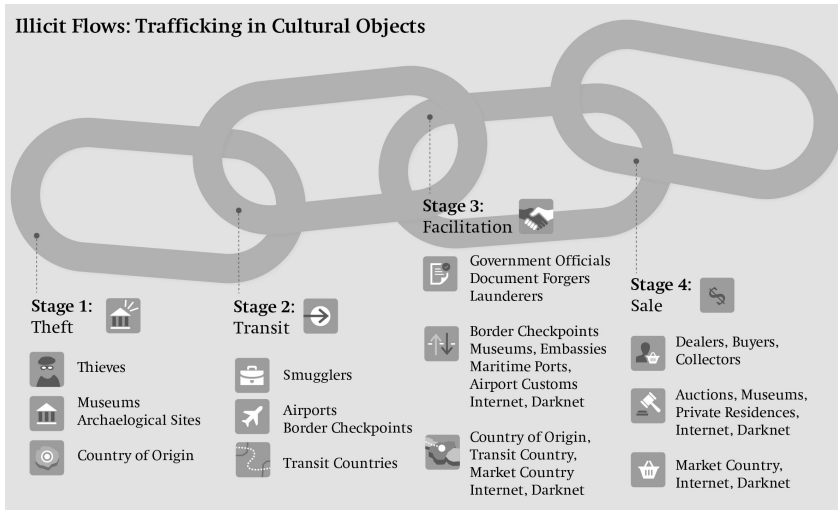 Illicit Flows: Trafficking in Cultural Objects
Stage 1:
Theft
Thieves
Museums
Archaelogical Sites
Country of Origin
Stage 2:
Transit
Smugglers
Airports
Border Checkpoints
Transit Countries
Stage 3:
Facilitation
Government Officials
Document Forgers
Launderers
Border Checkpoints
Museums, Embassies
Maritime Ports,
Airport Customs
Internet, Darknet
Country of Origin,
Transit Country,
Market Country
Internet, Darknet
Stage 4:
Sale
Dealers, Buyers,
Collectors
Auctions, Museums,
Private Residences,
Internet, Darknet
Market Country,
Internet, Darknet